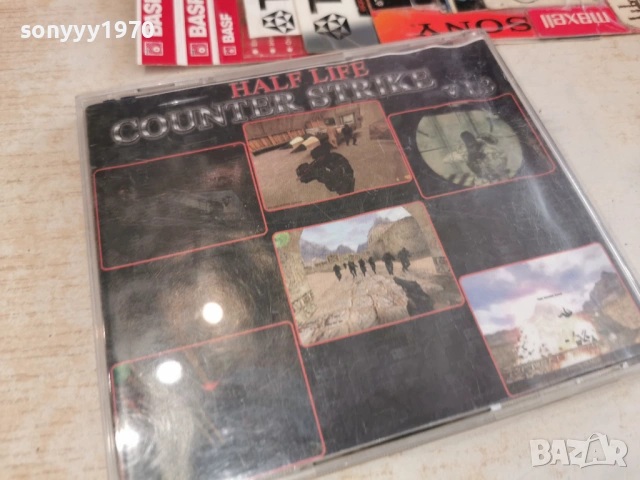 sonyyy1970
BASF
BASF
BASF
SONY
maxell
HALF LIFE
COUNTER STRIKE
BAZAR